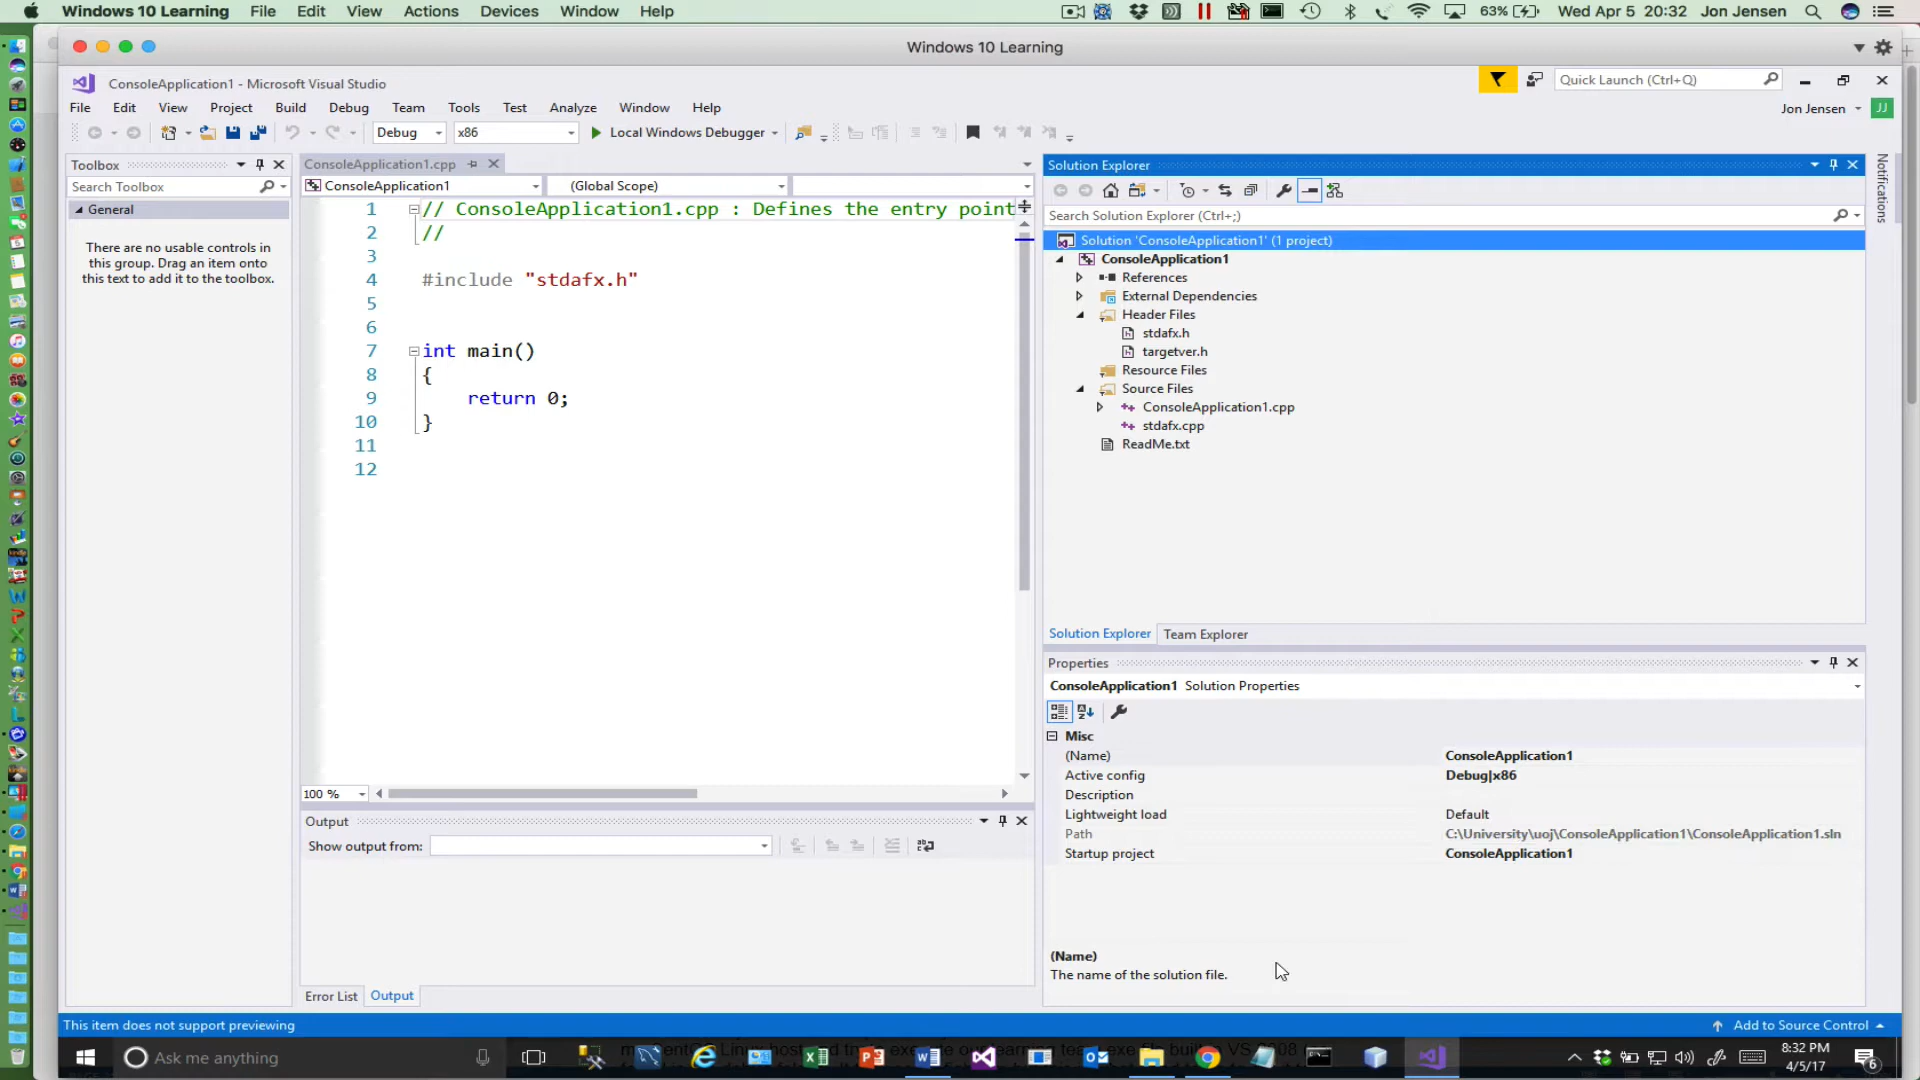 Windows 10 Learning File Edit View Actions Devices Window Help 63% Wed Apr 5 20:32 Jon Jensen
Windows 10 Learning
ConsoleApplication1 - Microsoft Visual Studio
Quick Launch (Ctrl+Q)
File Edit View Project Build Debug Team Tools Test Analyze Window Help
Jon Jensen JJ
Debug x86 Local Windows Debugger
Toolbox
Search Toolbox
General
There are no usable controls in
this group. Drag an item onto
this text to add it to the toolbox.
ConsoleApplication1.cpp
ConsoleApplication1 (Global Scope)
1 // ConsoleApplication1.cpp : Defines the entry point
2 //
3
4 #include "stdafx.h"
5
6
7 int main()
8 {
9 return 0;
10 }
11
12
100 %
Output
Show output from:
Error List Output
Solution Explorer
Search Solution Explorer (Ctrl+;)
Solution 'ConsoleApplication1' (1 project)
ConsoleApplication1
References
External Dependencies
Header Files
stdafx.h
targetver.h
Resource Files
Source Files
ConsoleApplication1.cpp
stdafx.cpp
ReadMe.txt
Solution Explorer Team Explorer
Properties
ConsoleApplication1 Solution Properties
Misc
(Name) ConsoleApplication1
Active config Debug|x86
Description
Lightweight load Default
Path C:\University\uoj\ConsoleApplication1\ConsoleApplication1.sln
Startup project ConsoleApplication1
(Name)
The name of the solution file.
Notifications
This item does not support previewing
Add to Source Control
Ask me anything
8:32 PM
4/5/17
6